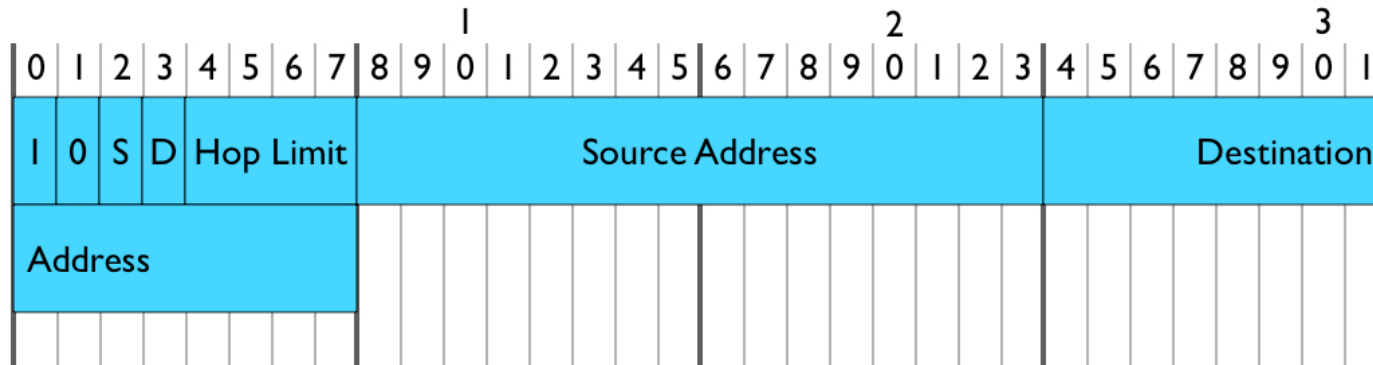 1 2 3
0 1 2 3 4 5 6 7 8 9 0 1 2 3 4 5 6 7 8 9 0 1 2 3 4 5 6 7 8 9 0 1
1 0 S D Hop Limit Source Address Destination
Address